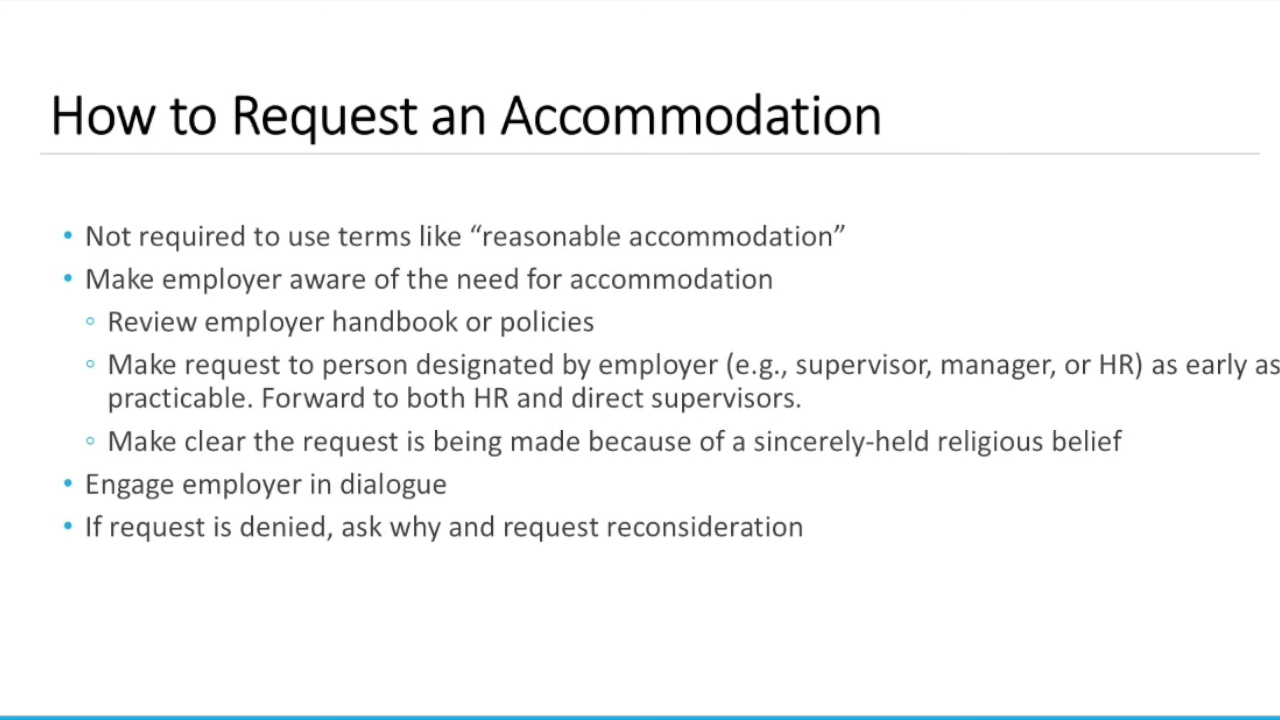 How to Request an Accommodation
• Not required to use terms like “reasonable accommodation”
• Make employer aware of the need for accommodation
◦ Review employer handbook or policies
◦ Make request to person designated by employer (e.g., supervisor, manager, or HR) as early as
practicable. Forward to both HR and direct supervisors.
◦ Make clear the request is being made because of a sincerely-held religious belief
• Engage employer in dialogue
• If request is denied, ask why and request reconsideration